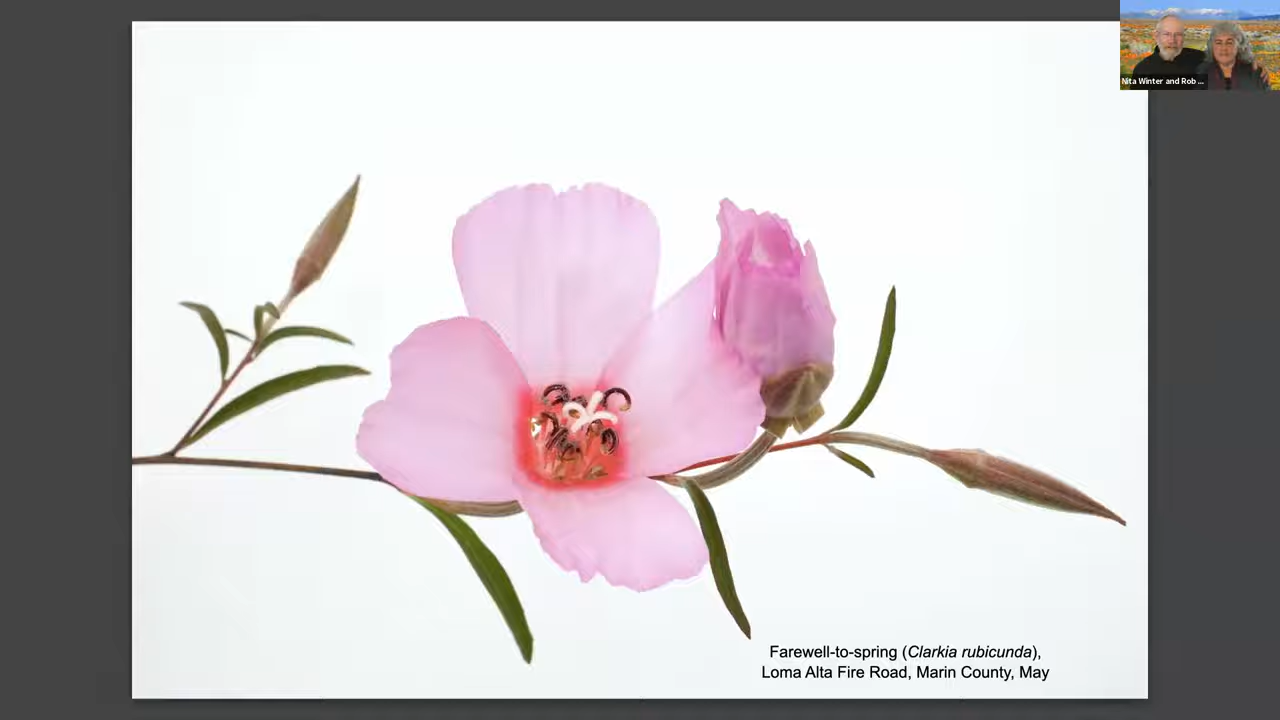 Nita Winter and Rob ...
Farewell-to-spring (Clarkia rubicunda),
Loma Alta Fire Road, Marin County, May